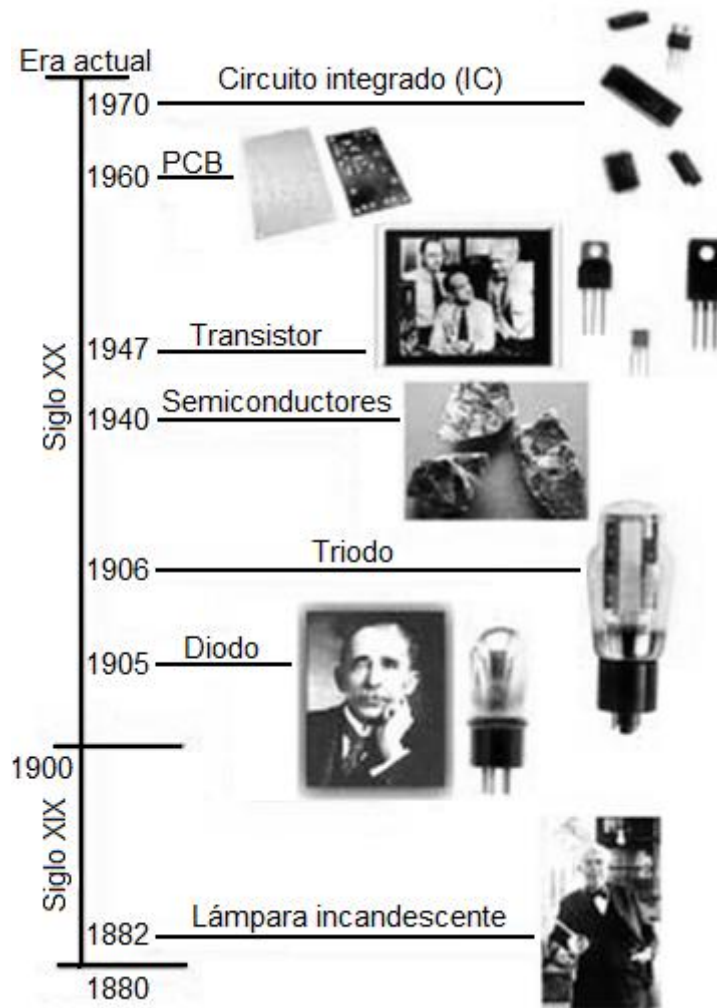 Era actual
Circuito integrado (IC)
1970
PCB
1960
Transistor
1947
Semiconductores
1940
Siglo XX
Triodo
1906
Diodo
1905
1900
Siglo XIX
Lámpara incandescente
1882
1880